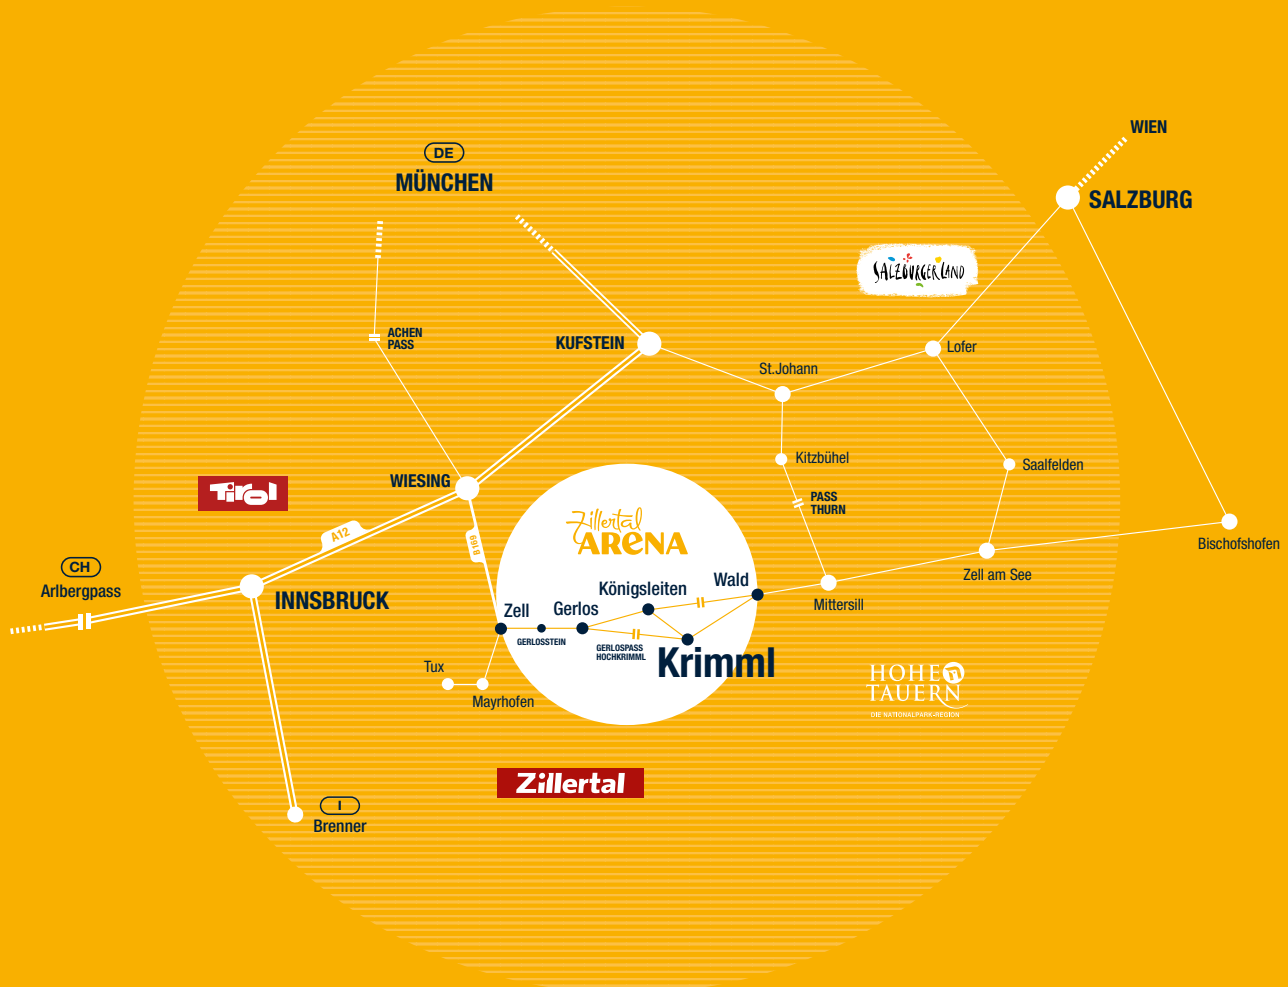 WIEN
DE
MÜNCHEN
SALZBURG
SALZBURGERLAND
ACHEN
PASS
KUFSTEIN
Lofer
St.Johann
Kitzbühel
Saalfelden
WIESING
Tirol
PASS
THURN
Zillertal
ARENA
A12
B 169
Bischofshofen
CH
Arlbergpass
Zell am See
INNSBRUCK
Königsleiten
Wald
Mittersill
Zell
Gerlos
GERLOSSTEIN
GERLOSPASS
HOCHKRIMML
Krimml
Tux
Mayrhofen
HOHE
TAUERN
DIE NATIONALPARK-REGION
Zillertal
I
Brenner